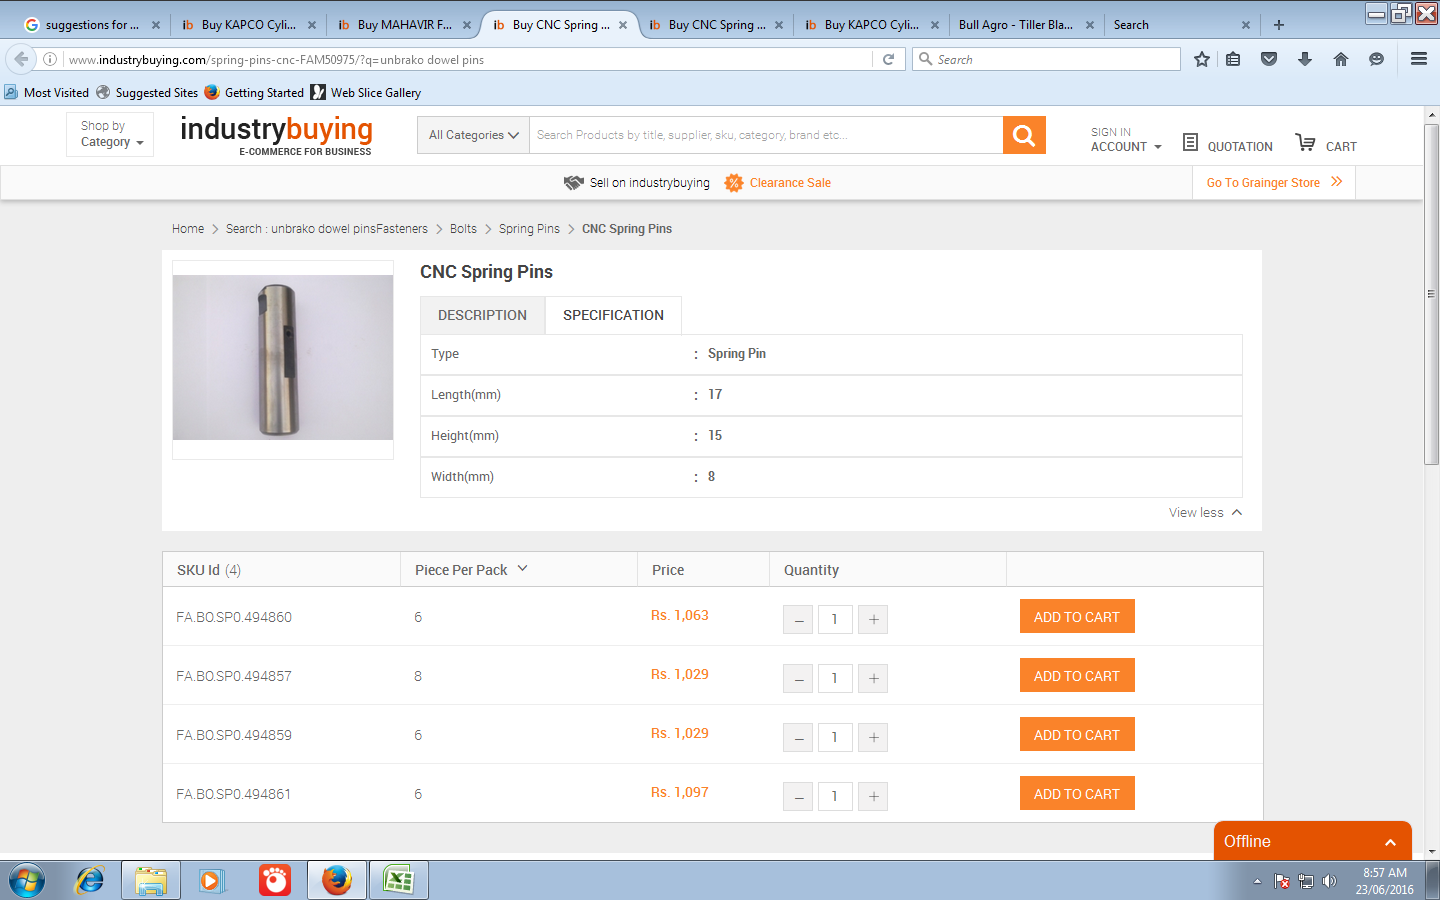 suggestions for ...
Buy KAPCO Cyli...
Buy MAHAVIR F...
Buy CNC Spring ...
Buy CNC Spring ...
Buy KAPCO Cyli...
Bull Agro - Tiller Bla...
Search
www.industrybuying.com/spring-pins-cnc-FAM50975/?q=unbrako dowel pins
Search
Most Visited
Suggested Sites
Getting Started
Web Slice Gallery
Shop by
Category
industrybuying
E-COMMERCE FOR BUSINESS
All Categories
Search Products by title, supplier, sku, category, brand etc...
SIGN IN
ACCOUNT
QUOTATION
CART
Sell on industrybuying
Clearance Sale
Go To Grainger Store
Home > Search : unbrako dowel pinsFasteners > Bolts > Spring Pins > CNC Spring Pins
CNC Spring Pins
DESCRIPTION
SPECIFICATION
Type : Spring Pin
Length(mm) : 17
Height(mm) : 15
Width(mm) : 8
View less
SKU Id (4) Piece Per Pack Price Quantity
FA.BO.SP0.494860 6 Rs. 1,063 – 1 + ADD TO CART
FA.BO.SP0.494857 8 Rs. 1,029 – 1 + ADD TO CART
FA.BO.SP0.494859 6 Rs. 1,029 – 1 + ADD TO CART
FA.BO.SP0.494861 6 Rs. 1,097 – 1 + ADD TO CART
Offline
8:57 AM
23/06/2016